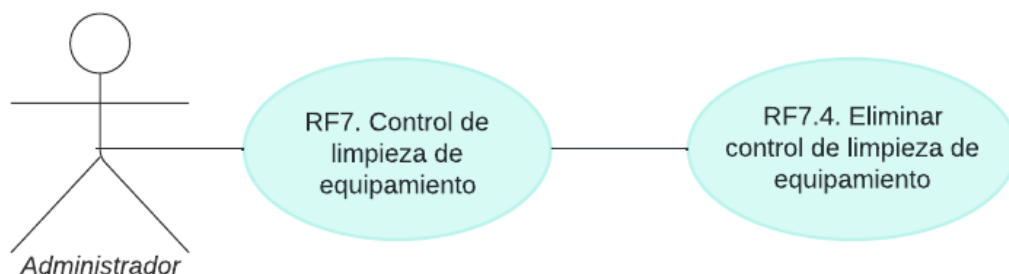 RF7. Control de
limpieza de
equipamiento
RF7.4. Eliminar
control de limpieza de
equipamiento
Administrador